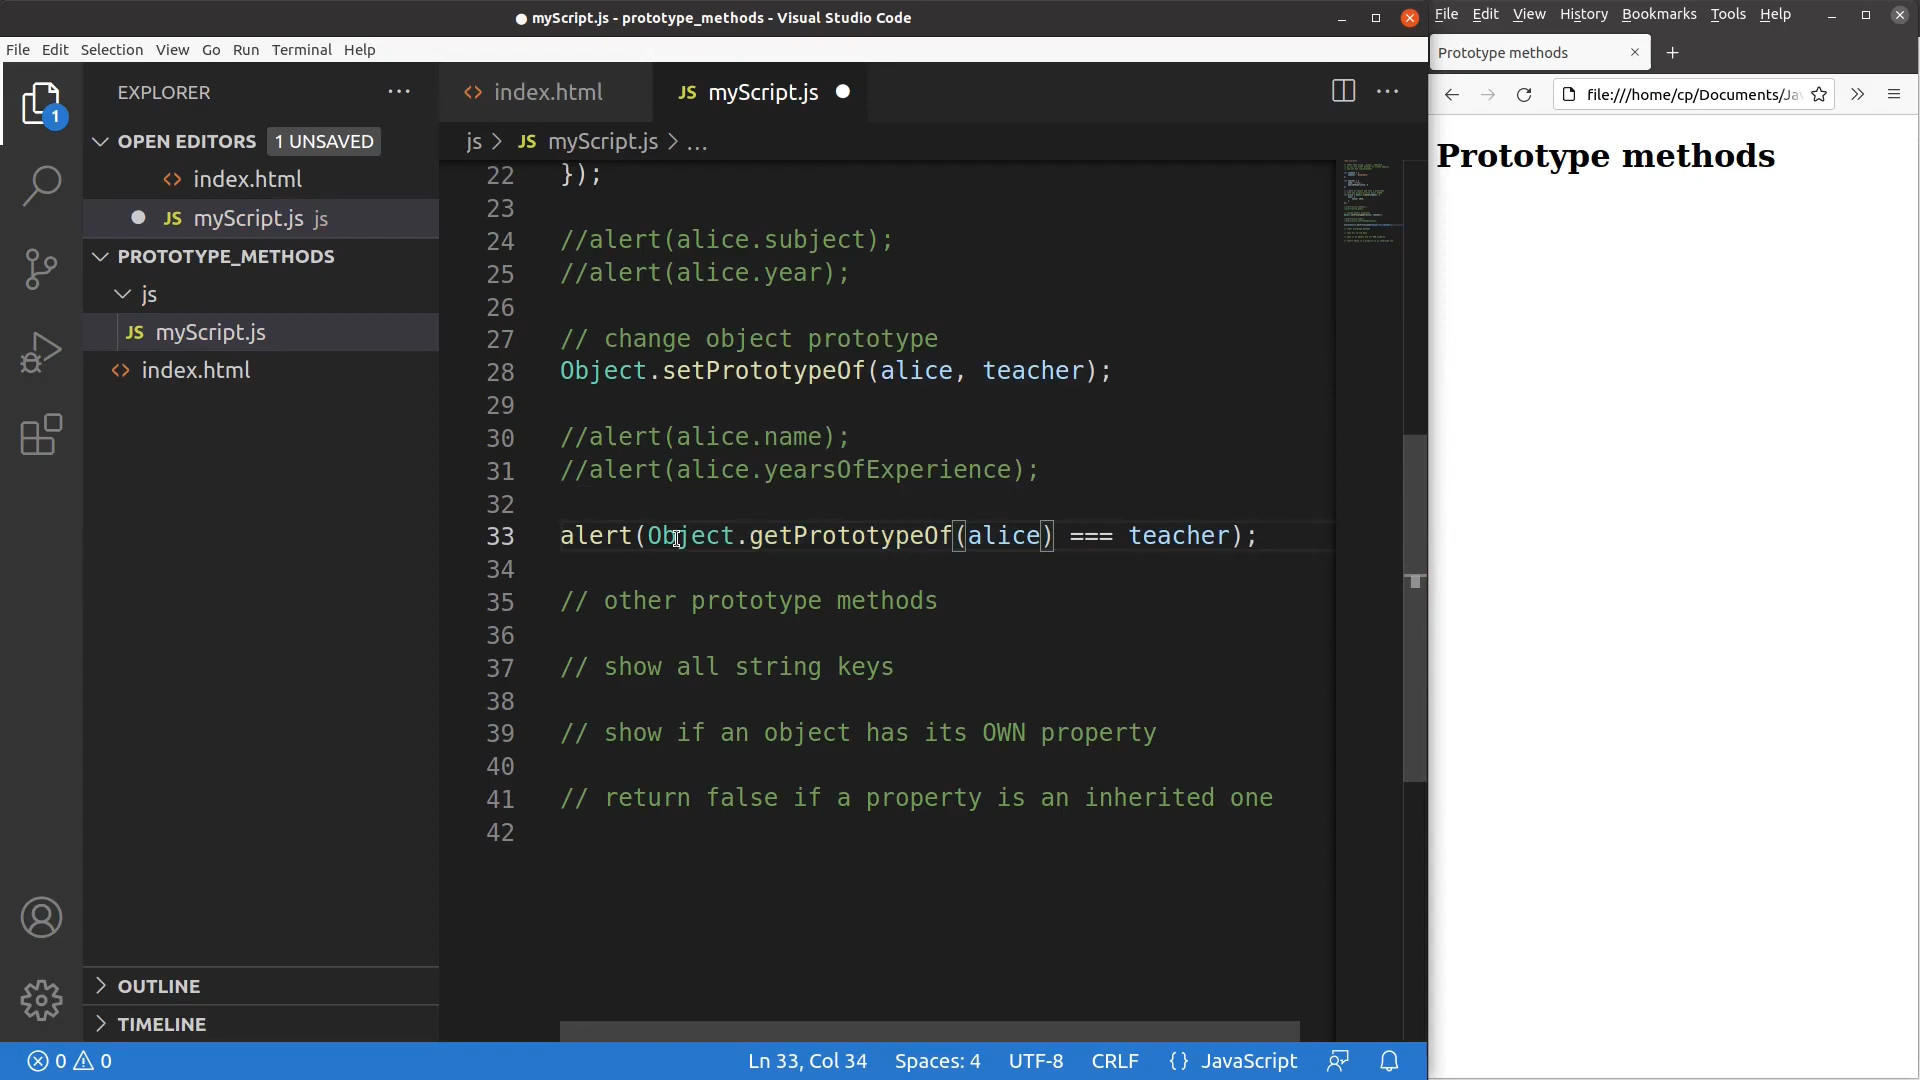 myScript.js - prototype_methods - Visual Studio Code
File Edit Selection View Go Run Terminal Help
EXPLORER
1
OPEN EDITORS 1 UNSAVED
index.html
JS myScript.js js
PROTOTYPE_METHODS
js
JS myScript.js
index.html
OUTLINE
TIMELINE
index.html
JS myScript.js
js > JS myScript.js > ...
22 });
23
24 //alert(alice.subject);
25 //alert(alice.year);
26
27 // change object prototype
28 Object.setPrototypeOf(alice, teacher);
29
30 //alert(alice.name);
31 //alert(alice.yearsOfExperience);
32
33 alert(Object.getPrototypeOf(alice) === teacher);
34
35 // other prototype methods
36
37 // show all string keys
38
39 // show if an object has its OWN property
40
41 // return false if a property is an inherited one
42
0 0
Ln 33, Col 34 Spaces: 4 UTF-8 CRLF {} JavaScript
File Edit View History Bookmarks Tools Help
Prototype methods
file:///home/cp/Documents/Ja
Prototype methods